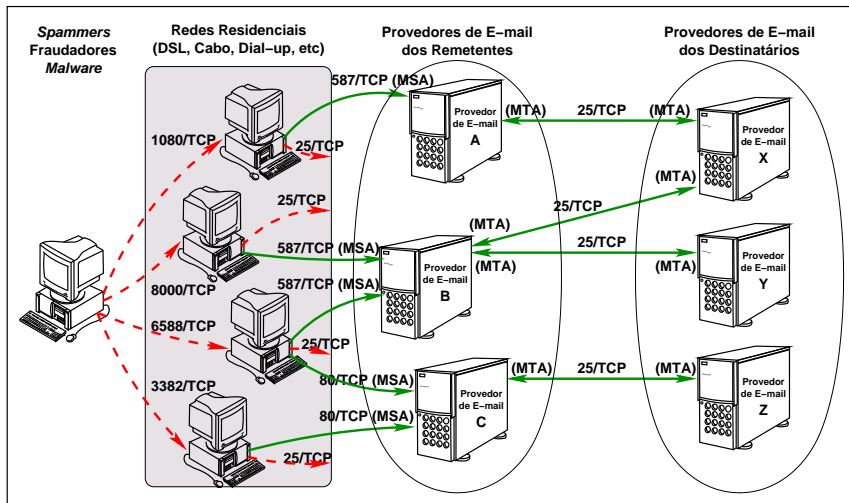 Spammers
Fraudadores
Malware
Redes Residenciais
(DSL, Cabo, Dial−up, etc)
Provedores de E−mail
dos Remetentes
Provedores de E−mail
dos Destinatários
587/TCP (MSA)
1080/TCP
25/TCP
Provedor
de E−mail
A
(MTA)
25/TCP
(MTA)
Provedor
de E−mail
X
25/TCP
(MTA)
25/TCP
(MTA)
587/TCP (MSA)
8000/TCP
Provedor
de E−mail
B
(MTA)
25/TCP
(MTA)
Provedor
de E−mail
Y
587/TCP (MSA)
6588/TCP
25/TCP
80/TCP (MSA)
3382/TCP
80/TCP (MSA)
25/TCP
Provedor
de E−mail
C
(MTA)
25/TCP
(MTA)
Provedor
de E−mail
Z